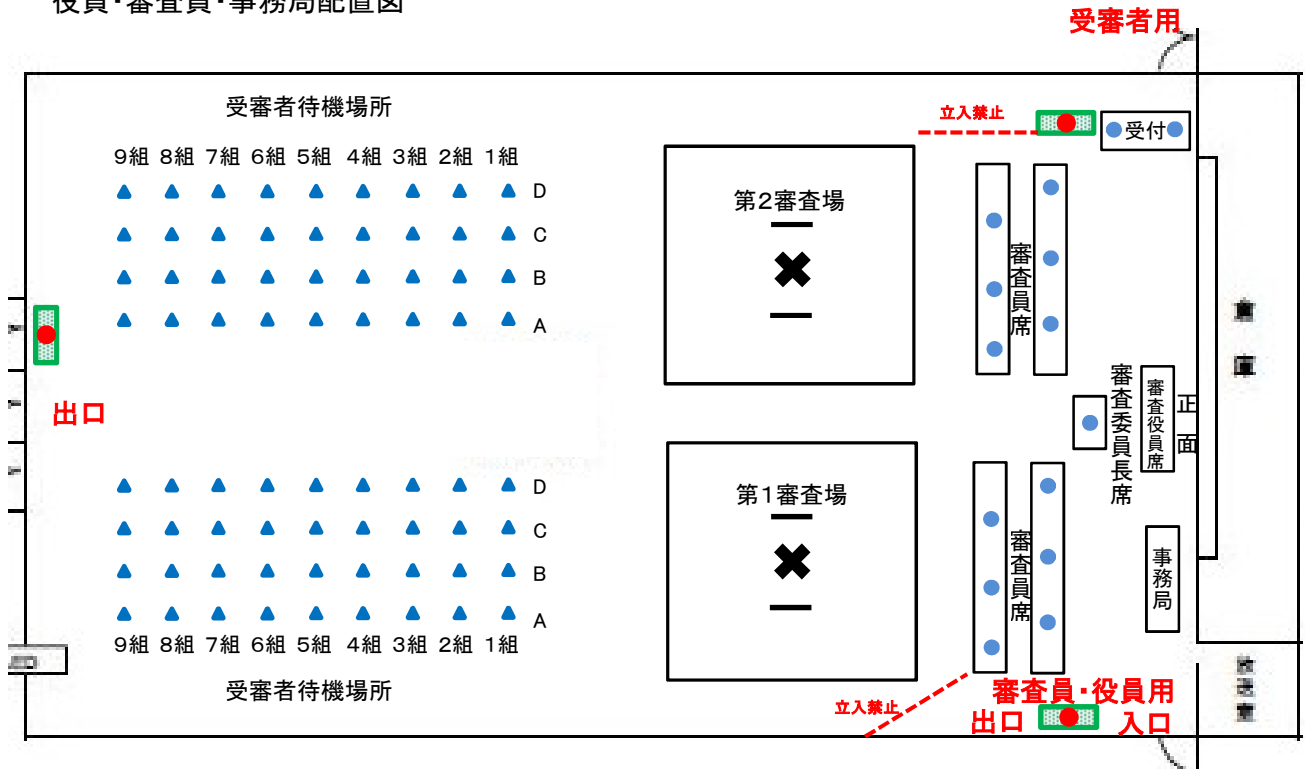 役員・審査員・事務局配置図
受審者用
受審者待機場所
立入禁止
受付
9組 8組 7組 6組 5組 4組 3組 2組 1組
D
C
B
A
第2審査場
審査員席
出口
審査委員長席
審査役員席
正面
D
C
B
A
9組 8組 7組 6組 5組 4組 3組 2組 1組
受審者待機場所
第1審査場
審査員席
事務局
立入禁止
審査員・役員用
出口
入口